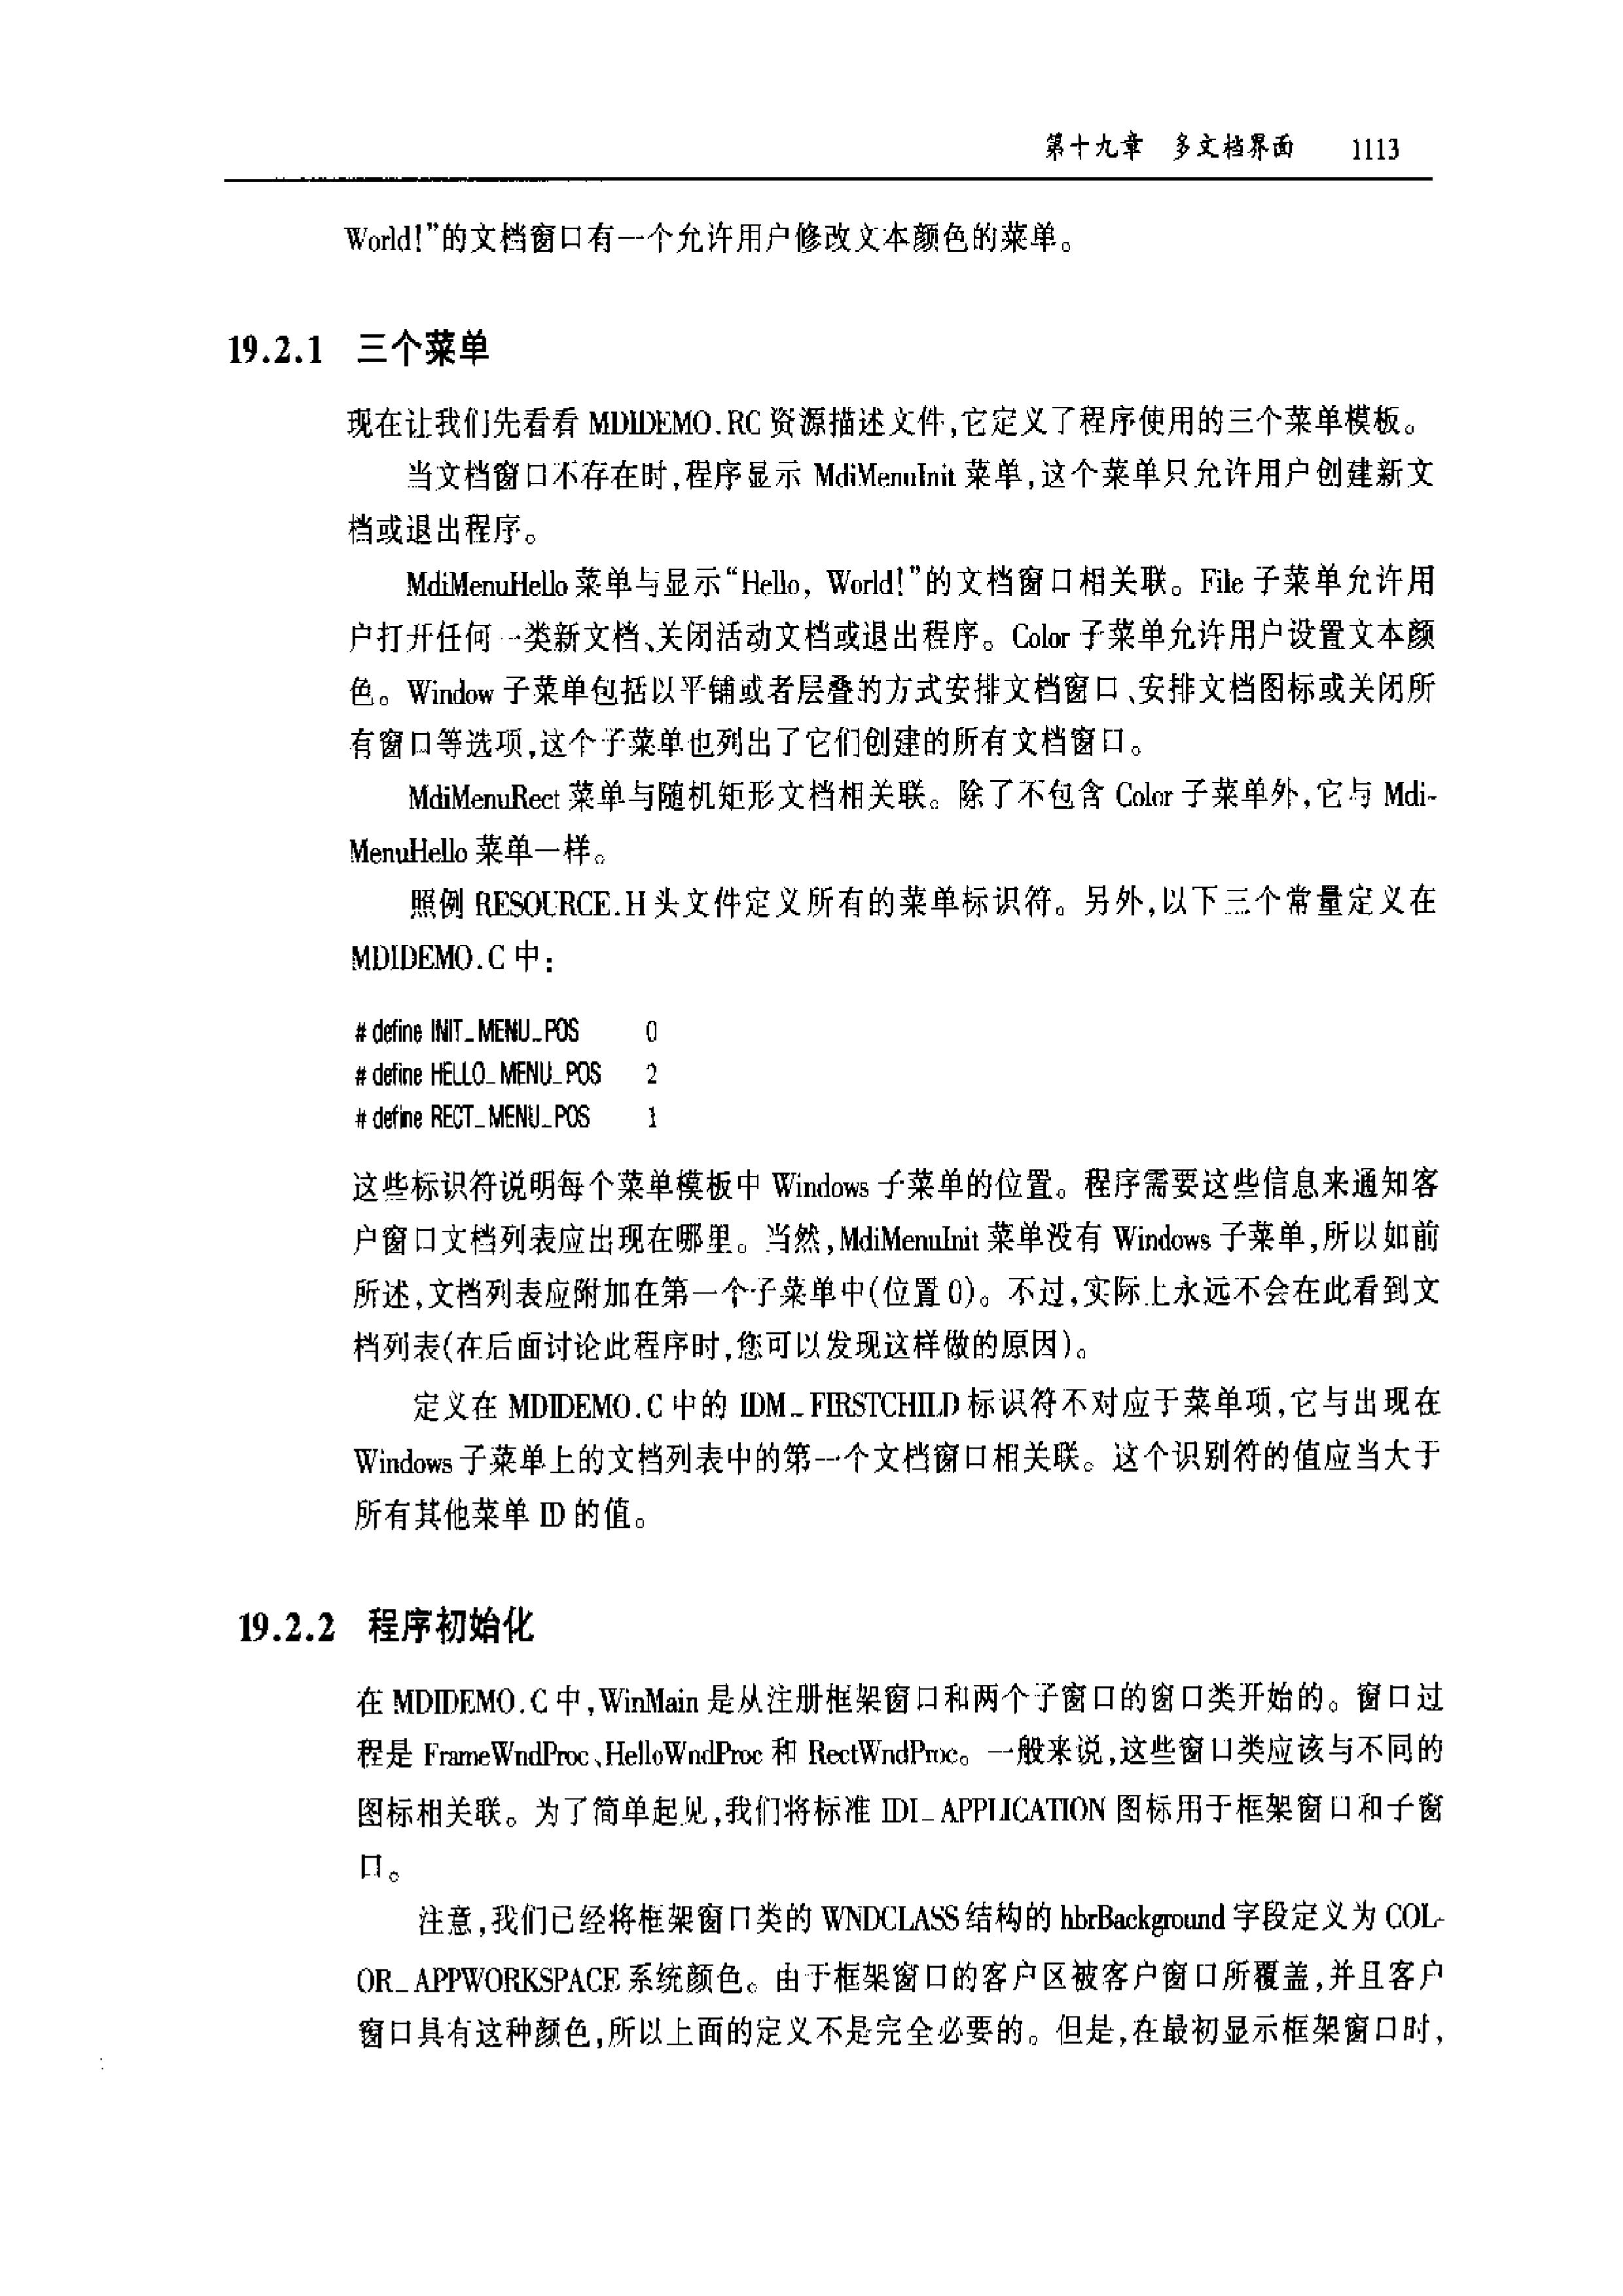 第十九章 多文档界面 1113
World!”的文档窗口有一个允许用户修改文本颜色的菜单。
19.2.1 三个菜单
现在让我们先看看 MDIDEMO.RC 资源描述文件,它定义了程序使用的三个菜单模板。
当文档窗口不存在时,程序显示 MdiMenuInit 菜单,这个菜单只允许用户创建新文
档或退出程序。
MdiMenuHello 菜单与显示“Hello, World!”的文档窗口相关联。File 子菜单允许用
户打开任何一类新文档、关闭活动文档或退出程序。Color 子菜单允许用户设置文本颜
色。Window 子菜单包括以平铺或者层叠的方式安排文档窗口、安排文档图标或关闭所
有窗口等选项,这个子菜单也列出了它们创建的所有文档窗口。
MdiMenuRect 菜单与随机矩形文档相关联。除了不包含 Color 子菜单外,它与 Mdi-
MenuHello 菜单一样。
照例 RESOURCE.H 头文件定义所有的菜单标识符。另外,以下三个常量定义在
MDIDEMO.C 中:
# define INIT_MENU_POS 0
# define HELLO_MENU_POS 2
# define RECT_MENU_POS 1
这些标识符说明每个菜单模板中 Windows 子菜单的位置。程序需要这些信息来通知客
户窗口文档列表应出现在哪里。当然,MdiMenuInit 菜单没有 Windows 子菜单,所以如前
所述,文档列表应附加在第一个子菜单中(位置 0)。不过,实际上永远不会在此看到文
档列表(在后面讨论此程序时,您可以发现这样做的原因)。
定义在 MDIDEMO.C 中的 IDM_FIRSTCHILD 标识符不对应于菜单项,它与出现在
Windows 子菜单上的文档列表中的第一个文档窗口相关联。这个识别符的值应当大于
所有其他菜单 ID 的值。
19.2.2 程序初始化
在 MDIDEMO.C 中,WinMain 是从注册框架窗口和两个子窗口的窗口类开始的。窗口过
程是 FrameWndProc、HelloWndProc 和 RectWndProc。一般来说,这些窗口类应该与不同的
图标相关联。为了简单起见,我们将标准 IDI_APPLICATION 图标用于框架窗口和子窗
口。
注意,我们已经将框架窗口类的 WNDCLASS 结构的 hbrBackground 字段定义为 COL-
OR_APPWORKSPACE 系统颜色。由于框架窗口的客户区被客户窗口所覆盖,并且客户
窗口具有这种颜色,所以上面的定义不是完全必要的。但是,在最初显示框架窗口时,